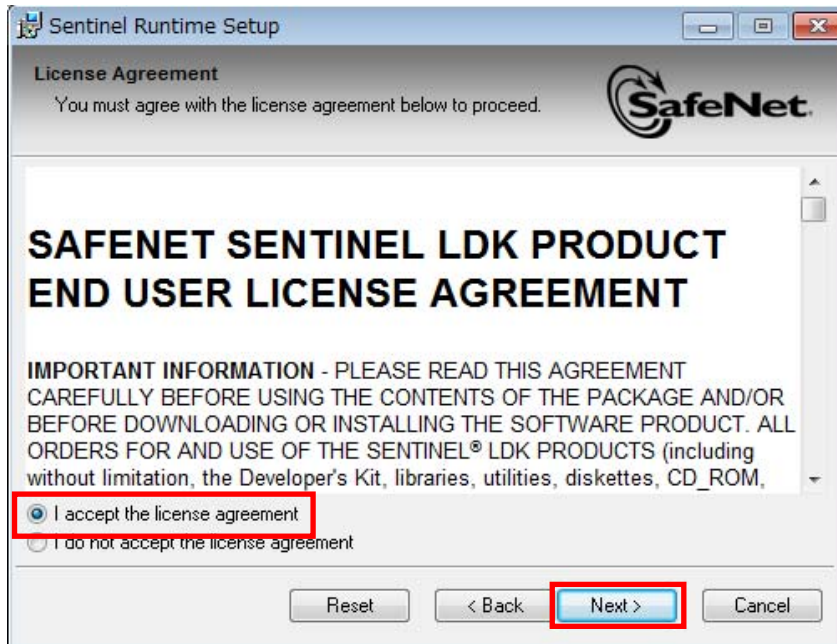 Sentinel Runtime Setup
License Agreement
You must agree with the license agreement below to proceed.
SafeNet.
SAFENET SENTINEL LDK PRODUCT
END USER LICENSE AGREEMENT
IMPORTANT INFORMATION - PLEASE READ THIS AGREEMENT
CAREFULLY BEFORE USING THE CONTENTS OF THE PACKAGE AND/OR
BEFORE DOWNLOADING OR INSTALLING THE SOFTWARE PRODUCT. ALL
ORDERS FOR AND USE OF THE SENTINEL® LDK PRODUCTS (including
without limitation, the Developer's Kit, libraries, utilities, diskettes, CD_ROM,
I accept the license agreement
I do not accept the license agreement
Reset
< Back
Next >
Cancel